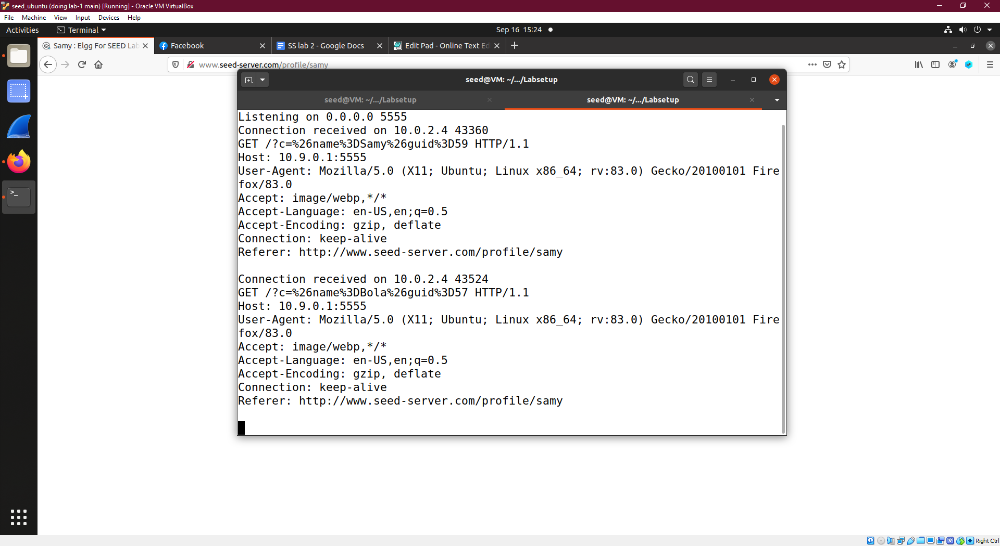 seed_ubuntu (doing lab-1 main) [Running] - Oracle VM VirtualBox
File Machine View Input Devices Help
Activities Terminal Sep 16 15:24
Samy : Elgg For SEED Lab Facebook SS lab 2 - Google Docs Edit Pad - Online Text Ed
www.seed-server.com/profile/samy
seed@VM: ~/.../Labsetup
seed@VM: ~/.../Labsetup seed@VM: ~/.../Labsetup
Listening on 0.0.0.0 5555
Connection received on 10.0.2.4 43360
GET /?c=%26name%3DSamy%26guid%3D59 HTTP/1.1
Host: 10.9.0.1:5555
User-Agent: Mozilla/5.0 (X11; Ubuntu; Linux x86_64; rv:83.0) Gecko/20100101 Fire
fox/83.0
Accept: image/webp,*/*
Accept-Language: en-US,en;q=0.5
Accept-Encoding: gzip, deflate
Connection: keep-alive
Referer: http://www.seed-server.com/profile/samy
Connection received on 10.0.2.4 43524
GET /?c=%26name%3DBola%26guid%3D57 HTTP/1.1
Host: 10.9.0.1:5555
User-Agent: Mozilla/5.0 (X11; Ubuntu; Linux x86_64; rv:83.0) Gecko/20100101 Fire
fox/83.0
Accept: image/webp,*/*
Accept-Language: en-US,en;q=0.5
Accept-Encoding: gzip, deflate
Connection: keep-alive
Referer: http://www.seed-server.com/profile/samy
Right Ctrl